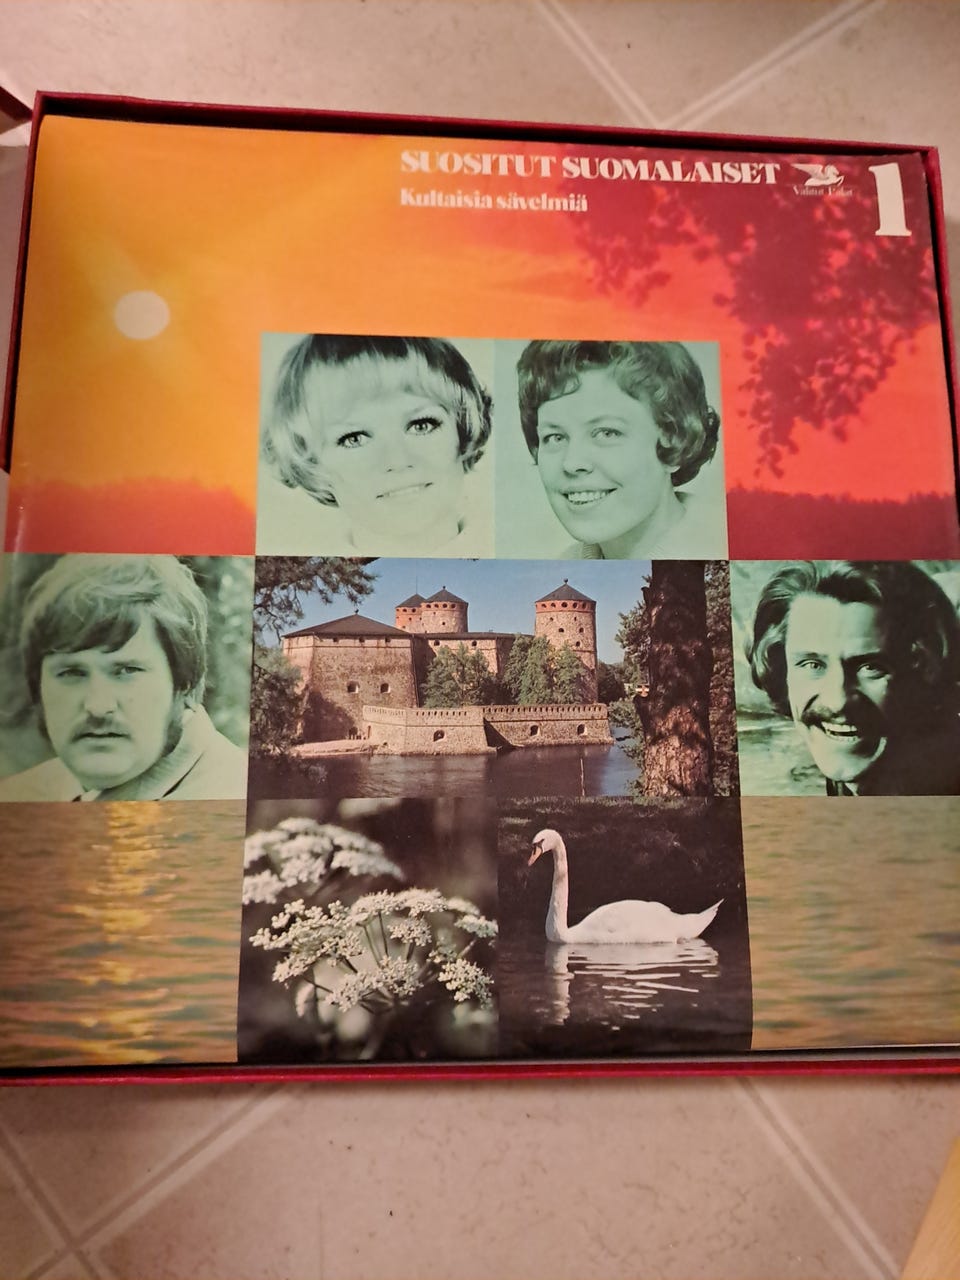 SUOSITUT SUOMALAISET
Kultaisia sävelmiä
Valitut Palat
1